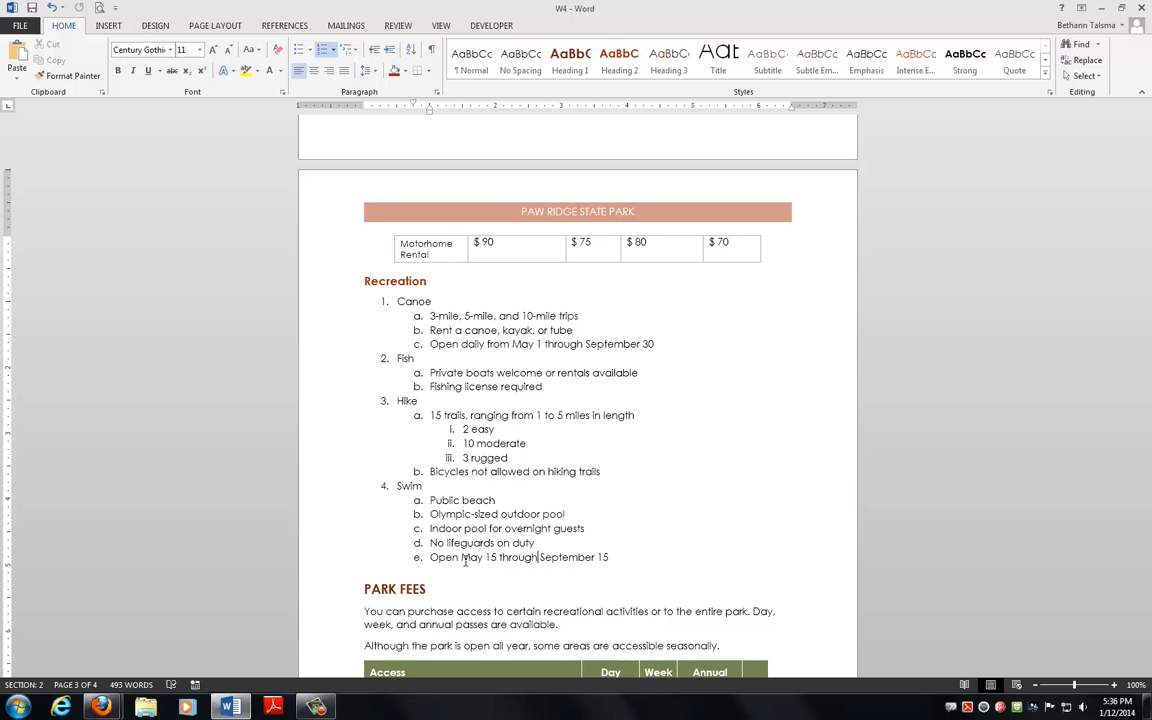 W4 - Word
FILE HOME INSERT DESIGN PAGE LAYOUT REFERENCES MAILINGS REVIEW VIEW DEVELOPER Bethann Talsma
Paste Cut Copy Format Painter Clipboard
Century Gothi 11 Font
Paragraph
AaBbCc AaBbCc AaBbC AaBbCc AaBbCc AaBt AaBbCc AaBbCc AaBbCc AaBbCc AaBbCc AaBbCc
¶ Normal No Spacing Heading 1 Heading 2 Heading 3 Title Subtitle Subtle Em... Emphasis Intense E... Strong Quote
Styles
Find Replace Select Editing
PAW RIDGE STATE PARK
Motorhome Rental $ 90 $ 75 $ 80 $ 70
Recreation
1. Canoe
a. 3-mile, 5-mile, and 10-mile trips
b. Rent a canoe, kayak, or tube
c. Open daily from May 1 through September 30
2. Fish
a. Private boats welcome or rentals available
b. Fishing license required
3. Hike
a. 15 trails, ranging from 1 to 5 miles in length
i. 2 easy
ii. 10 moderate
iii. 3 rugged
b. Bicycles not allowed on hiking trails
4. Swim
a. Public beach
b. Olympic-sized outdoor pool
c. Indoor pool for overnight guests
d. No lifeguards on duty
e. Open May 15 through September 15
PARK FEES
You can purchase access to certain recreational activities or to the entire park. Day,
week, and annual passes are available.
Although the park is open all year, some areas are accessible seasonally.
Access Day Week Annual
SECTION: 2 PAGE 3 OF 4 493 WORDS 100%
5:36 PM
1/12/2014